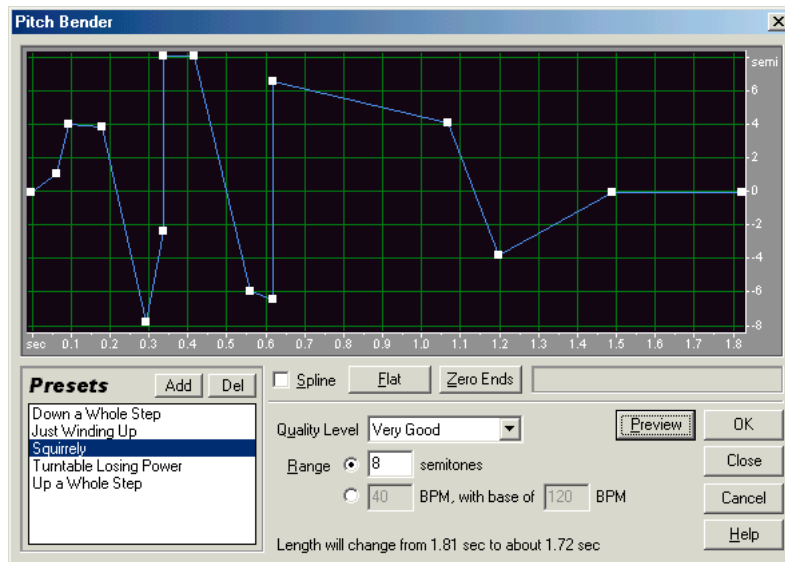 Pitch Bender
semi
6
4
2
0
-2
-4
-6
-8
sec 0.1 0.2 0.3 0.4 0.5 0.6 0.7 0.8 0.9 1.0 1.1 1.2 1.3 1.4 1.5 1.6 1.7 1.8
Presets Add Del
Down a Whole Step
Just Winding Up
Squirrely
Turntable Losing Power
Up a Whole Step
Spline Flat Zero Ends
Quality Level Very Good
Range 8 semitones
40 BPM, with base of 120 BPM
Length will change from 1.81 sec to about 1.72 sec
Preview OK
Close
Cancel
Help